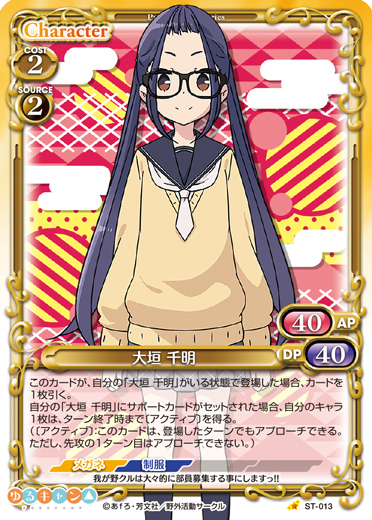 Character
COST
2
SOURCE
2
40 AP
DP 40
大垣 千明
このカードが、自分の「大垣 千明」がいる状態で登場した場合、カードを
1枚引く。
自分の「大垣 千明」にサポートカードがセットされた場合、自分のキャラ
1枚は、ターン終了時まで〔アクティブ〕を得る。
（〔アクティブ〕：このカードは、登場したターンでもアプローチできる。
ただし、先攻の1ターン目はアプローチできない。）
メガネ 制服
我が野クルは大々的に部員募集する事にしますっ!!
ゆるキャン△
©あfろ・芳文社／野外活動サークル
ST-013